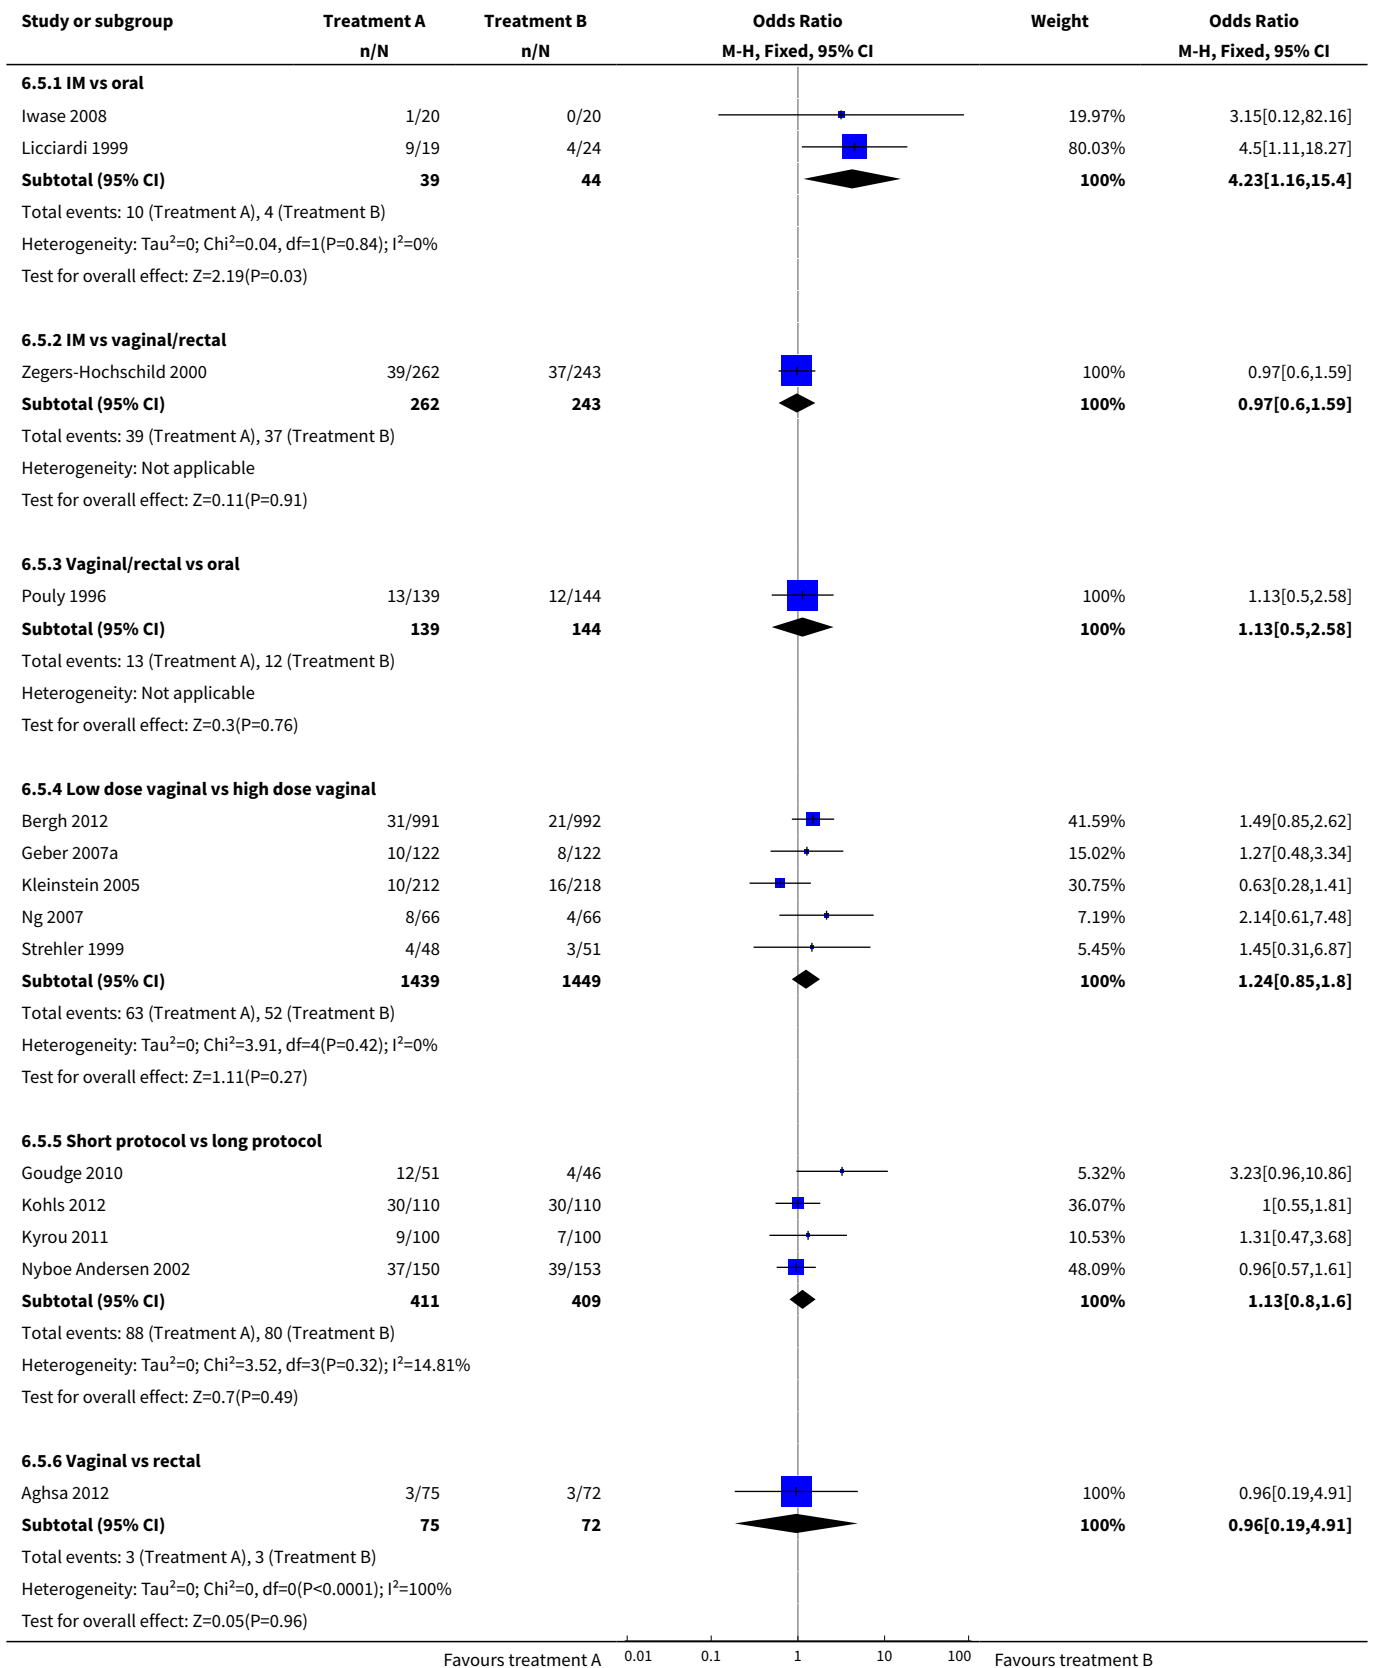 Study or subgroup Treatment A Treatment B Odds Ratio Weight Odds Ratio
n/N n/N M-H, Fixed, 95% CI M-H, Fixed, 95% CI
6.5.1 IM vs oral
Iwase 2008 1/20 0/20 19.97% 3.15[0.12,82.16]
Licciardi 1999 9/19 4/24 80.03% 4.5[1.11,18.27]
Subtotal (95% CI) 39 44 100% 4.23[1.16,15.4]
Total events: 10 (Treatment A), 4 (Treatment B)
Heterogeneity: Tau²=0; Chi²=0.04, df=1(P=0.84); I²=0%
Test for overall effect: Z=2.19(P=0.03)
6.5.2 IM vs vaginal/rectal
Zegers-Hochschild 2000 39/262 37/243 100% 0.97[0.6,1.59]
Subtotal (95% CI) 262 243 100% 0.97[0.6,1.59]
Total events: 39 (Treatment A), 37 (Treatment B)
Heterogeneity: Not applicable
Test for overall effect: Z=0.11(P=0.91)
6.5.3 Vaginal/rectal vs oral
Pouly 1996 13/139 12/144 100% 1.13[0.5,2.58]
Subtotal (95% CI) 139 144 100% 1.13[0.5,2.58]
Total events: 13 (Treatment A), 12 (Treatment B)
Heterogeneity: Not applicable
Test for overall effect: Z=0.3(P=0.76)
6.5.4 Low dose vaginal vs high dose vaginal
Bergh 2012 31/991 21/992 41.59% 1.49[0.85,2.62]
Geber 2007a 10/122 8/122 15.02% 1.27[0.48,3.34]
Kleinstein 2005 10/212 16/218 30.75% 0.63[0.28,1.41]
Ng 2007 8/66 4/66 7.19% 2.14[0.61,7.48]
Strehler 1999 4/48 3/51 5.45% 1.45[0.31,6.87]
Subtotal (95% CI) 1439 1449 100% 1.24[0.85,1.8]
Total events: 63 (Treatment A), 52 (Treatment B)
Heterogeneity: Tau²=0; Chi²=3.91, df=4(P=0.42); I²=0%
Test for overall effect: Z=1.11(P=0.27)
6.5.5 Short protocol vs long protocol
Goudge 2010 12/51 4/46 5.32% 3.23[0.96,10.86]
Kohls 2012 30/110 30/110 36.07% 1[0.55,1.81]
Kyrou 2011 9/100 7/100 10.53% 1.31[0.47,3.68]
Nyboe Andersen 2002 37/150 39/153 48.09% 0.96[0.57,1.61]
Subtotal (95% CI) 411 409 100% 1.13[0.8,1.6]
Total events: 88 (Treatment A), 80 (Treatment B)
Heterogeneity: Tau²=0; Chi²=3.52, df=3(P=0.32); I²=14.81%
Test for overall effect: Z=0.7(P=0.49)
6.5.6 Vaginal vs rectal
Aghsa 2012 3/75 3/72 100% 0.96[0.19,4.91]
Subtotal (95% CI) 75 72 100% 0.96[0.19,4.91]
Total events: 3 (Treatment A), 3 (Treatment B)
Heterogeneity: Tau²=0; Chi²=0, df=0(P<0.0001); I²=100%
Test for overall effect: Z=0.05(P=0.96)
Favours treatment A 0.01 0.1 1 10 100 Favours treatment B